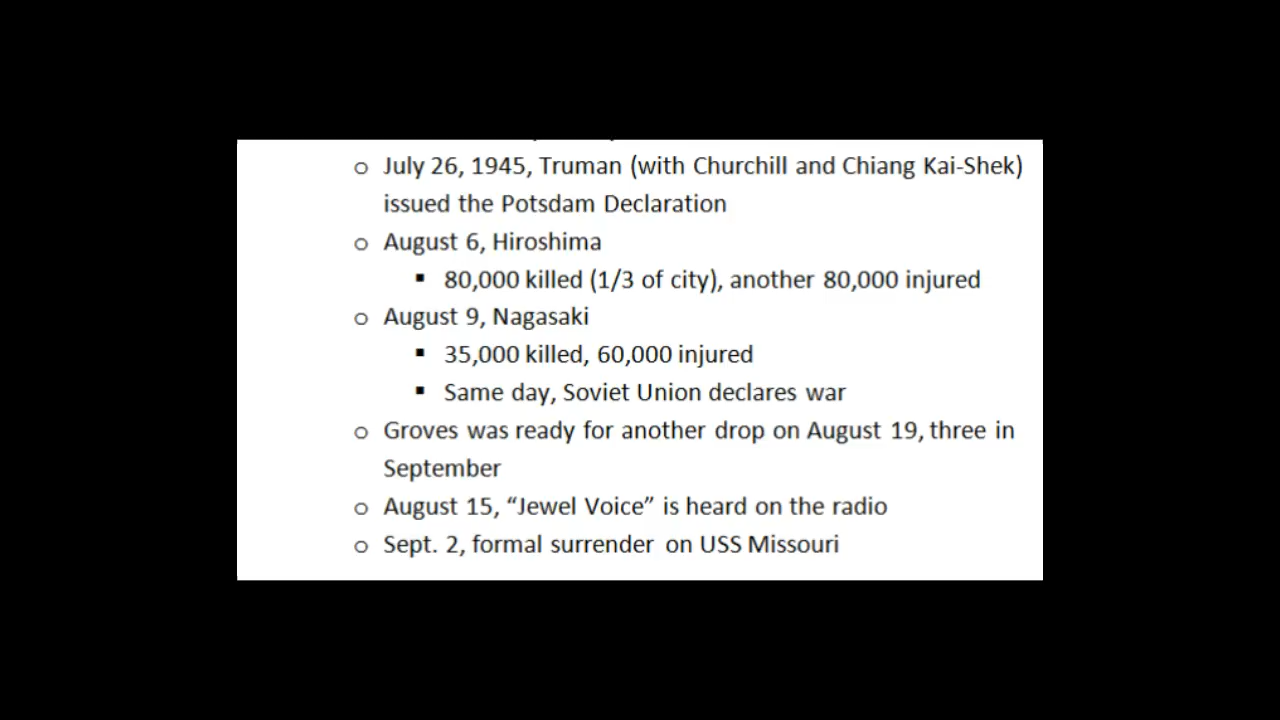 o July 26, 1945, Truman (with Churchill and Chiang Kai-Shek)
issued the Potsdam Declaration
o August 6, Hiroshima
▪ 80,000 killed (1/3 of city), another 80,000 injured
o August 9, Nagasaki
▪ 35,000 killed, 60,000 injured
▪ Same day, Soviet Union declares war
o Groves was ready for another drop on August 19, three in
September
o August 15, “Jewel Voice” is heard on the radio
o Sept. 2, formal surrender on USS Missouri